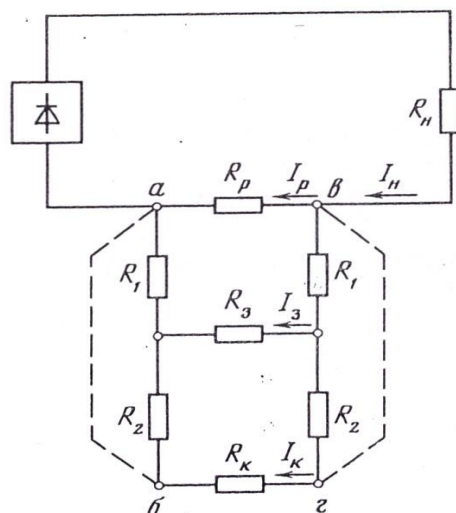 Rн
Rр Iр Iн
а в
R1 R1
Rз Iз
R2 R2
Rк Iк
б г